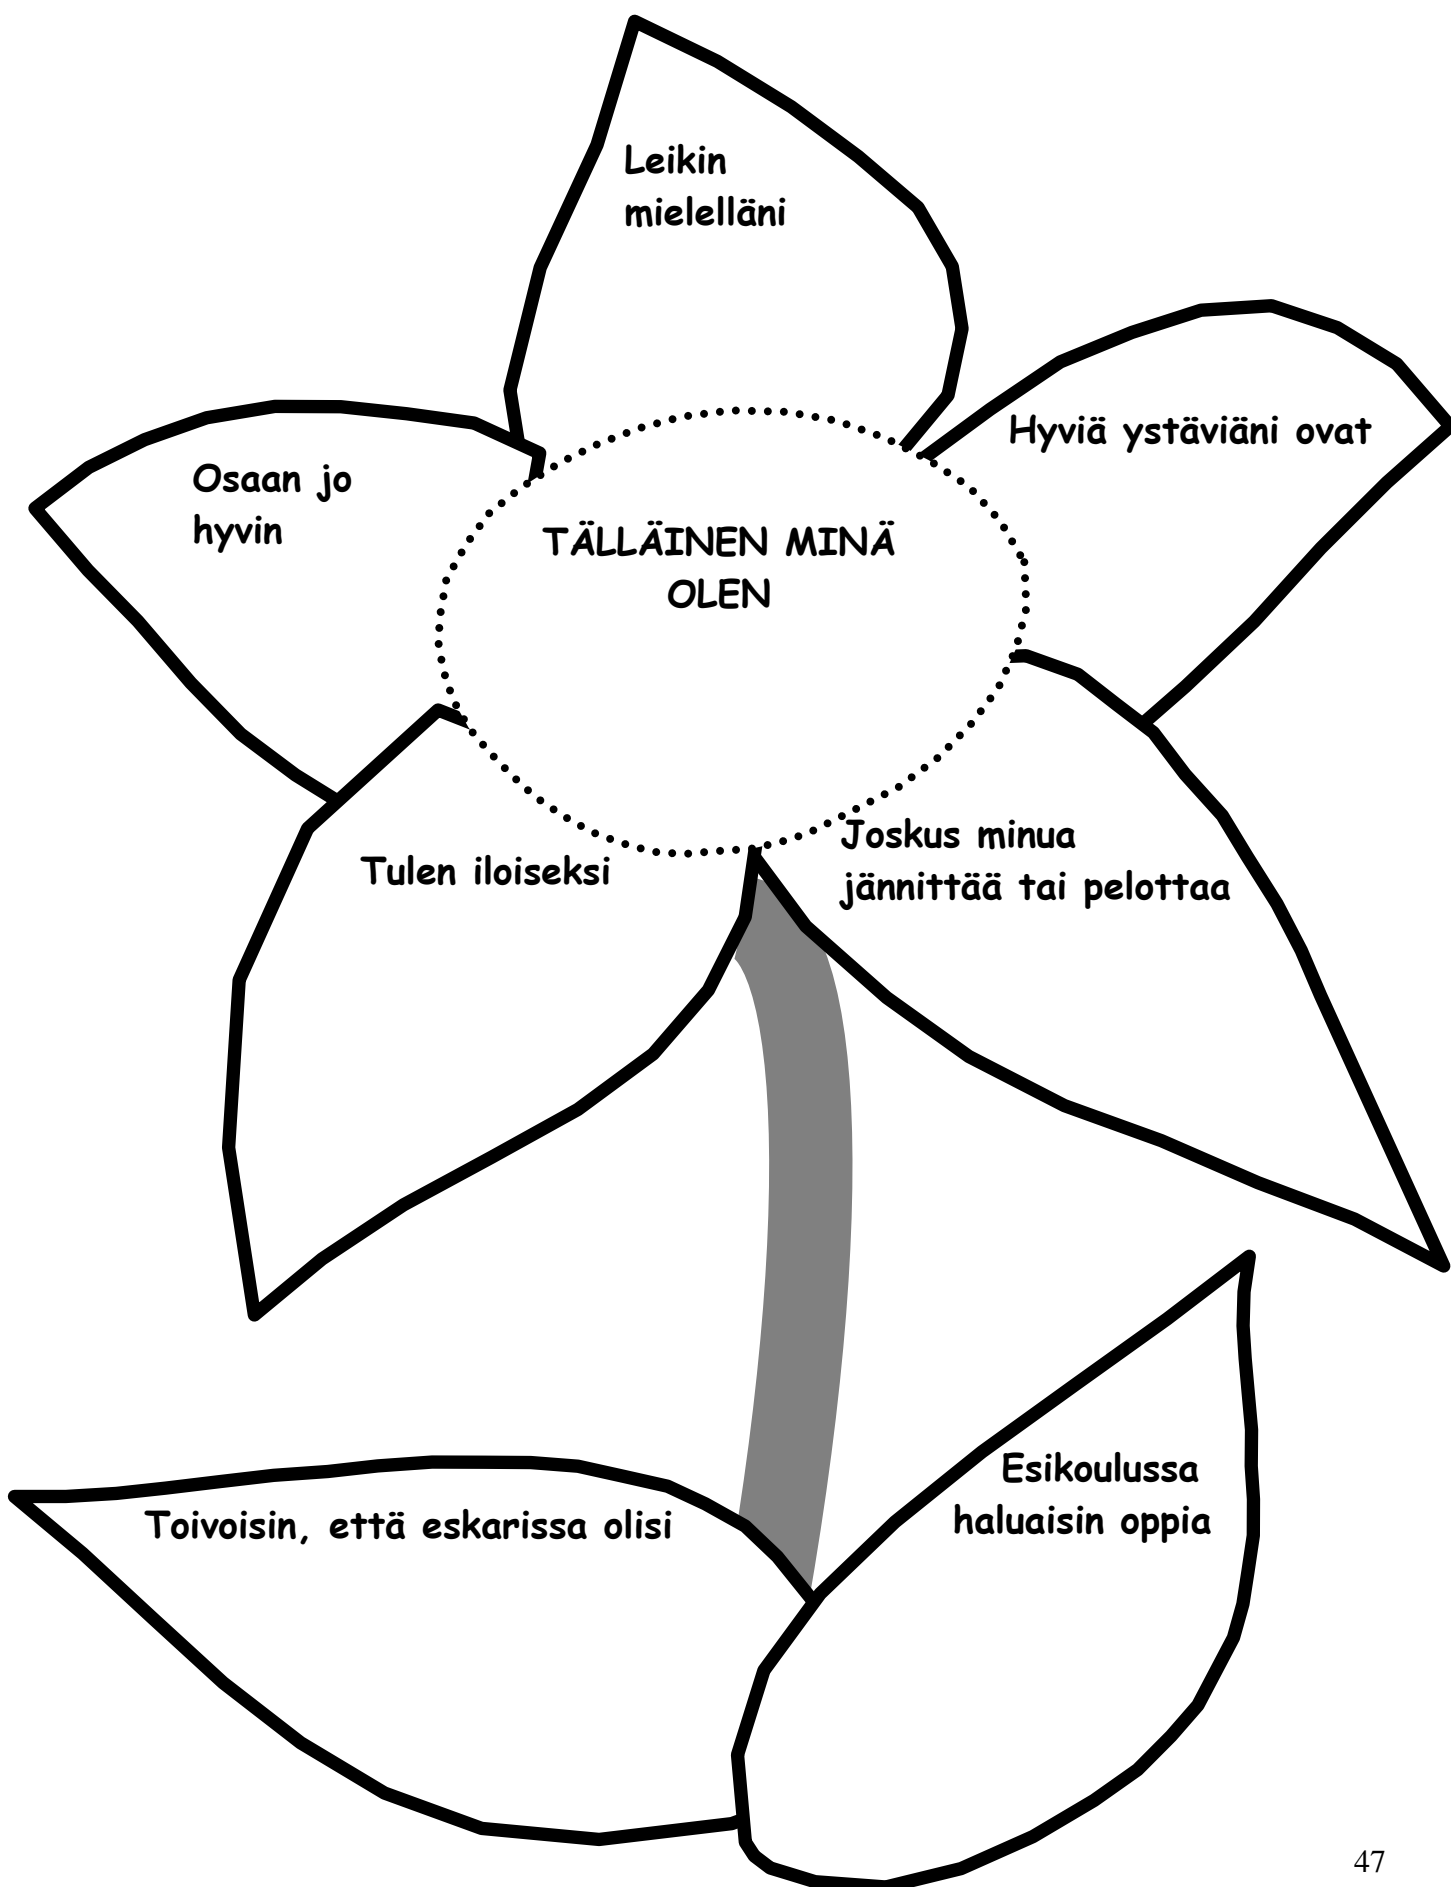 Leikin
mielelläni
Hyviä ystäviäni ovat
Osaan jo
hyvin
TÄLLÄINEN MINÄ
OLEN
Joskus minua
jännittää tai pelottaa
Tulen iloiseksi
Esikoulussa
haluaisin oppia
Toivoisin, että eskarissa olisi
47